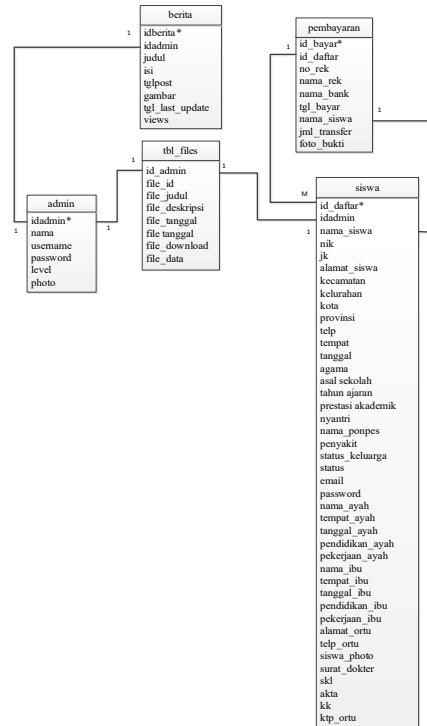 berita
1
idberita*
idadmin
judul
isi
tglpost
gambar
tgl_last_update
views
pembayaran
1
id_bayar*
id_daftar
no_rek
nama_rek
nama_bank
tgl_bayar
nama_siswa
jml_transfer
foto_bukti
1
tbl_files
1
1
id_admin
file_id
file_judul
file_deskripsi
file_tanggal
file tanggal
file_download
file_data
admin
1
1
idadmin*
nama
username
password
level
photo
siswa
M
1
id_daftar*
idadmin
nama_siswa
nik
jk
alamat_siswa
kecamatan
kelurahan
kota
provinsi
telp
tempat
tanggal
agama
asal sekolah
tahun ajaran
prestasi akademik
nyantri
nama_ponpes
penyakit
status_keluarga
status
email
password
nama_ayah
tempat_ayah
tanggal_ayah
pendidikan_ayah
pekerjaan_ayah
nama_ibu
tempat_ibu
tanggal_ibu
pendidikan_ibu
pekerjaan_ibu
alamat_ortu
telp_ortu
siswa_photo
surat_dokter
skl
akta
kk
ktp_ortu